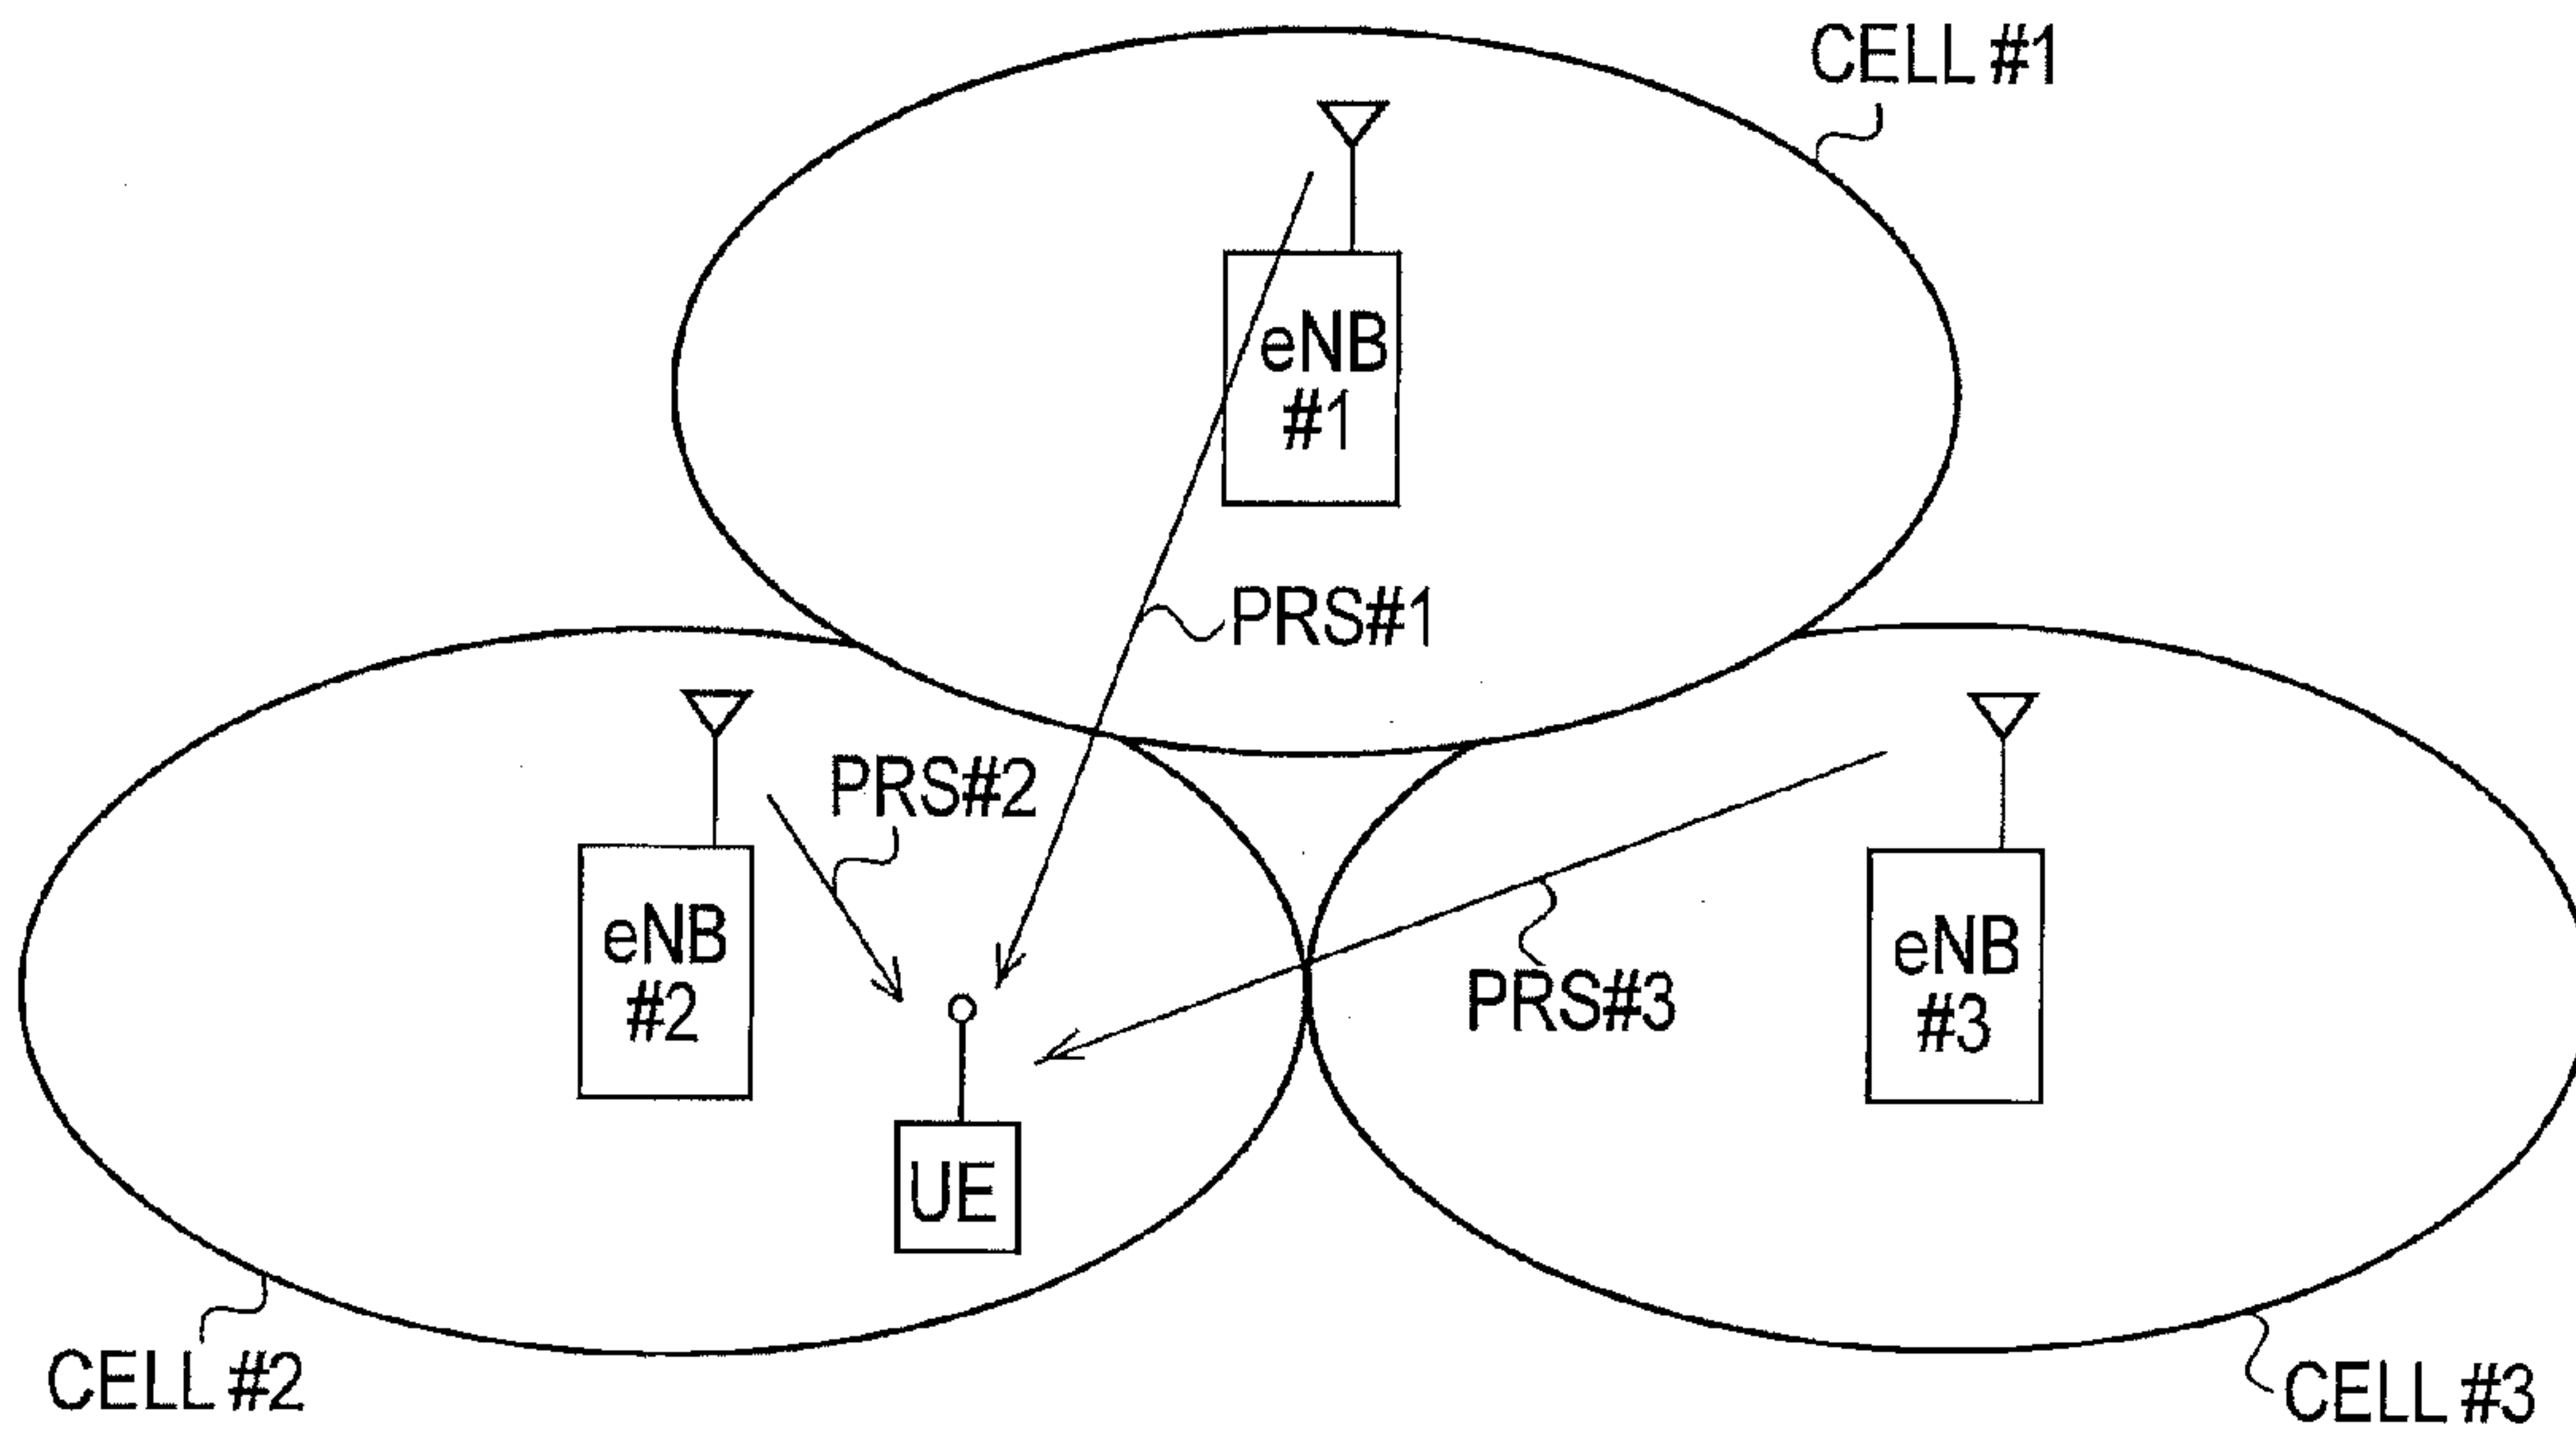 CELL #1
eNB
#1
PRS#1
PRS#2
eNB
#2
PRS#3
eNB
#3
UE
CELL #2
CELL #3